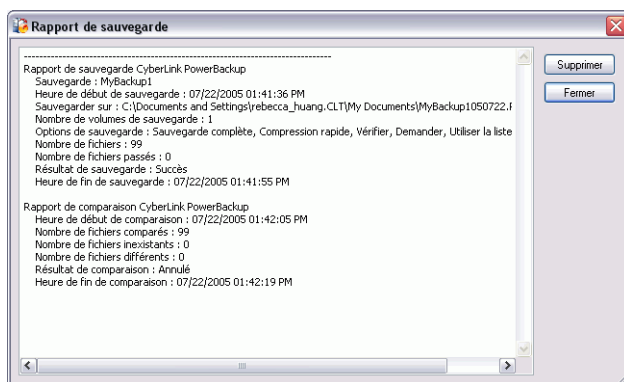 Rapport de sauvegarde
--------------------------------------------------------------------------------
Rapport de sauvegarde CyberLink PowerBackup
Sauvegarde : MyBackup1
Heure de début de sauvegarde : 07/22/2005 01:41:36 PM
Sauvegarder sur : C:\Documents and Settings\rebecca_huang.CLT\My Documents\MyBackup1050722.F
Nombre de volumes de sauvegarde : 1
Options de sauvegarde : Sauvegarde complète, Compression rapide, Vérifier, Demander, Utiliser la liste
Nombre de fichiers : 99
Nombre de fichiers passés : 0
Résultat de sauvegarde : Succès
Heure de fin de sauvegarde : 07/22/2005 01:41:55 PM
Rapport de comparaison CyberLink PowerBackup
Heure de début de comparaison : 07/22/2005 01:42:05 PM
Nombre de fichiers comparés : 99
Nombre de fichiers inexistants : 0
Nombre de fichiers différents : 0
Résultat de comparaison : Annulé
Heure de fin de comparaison : 07/22/2005 01:42:19 PM
Supprimer
Fermer